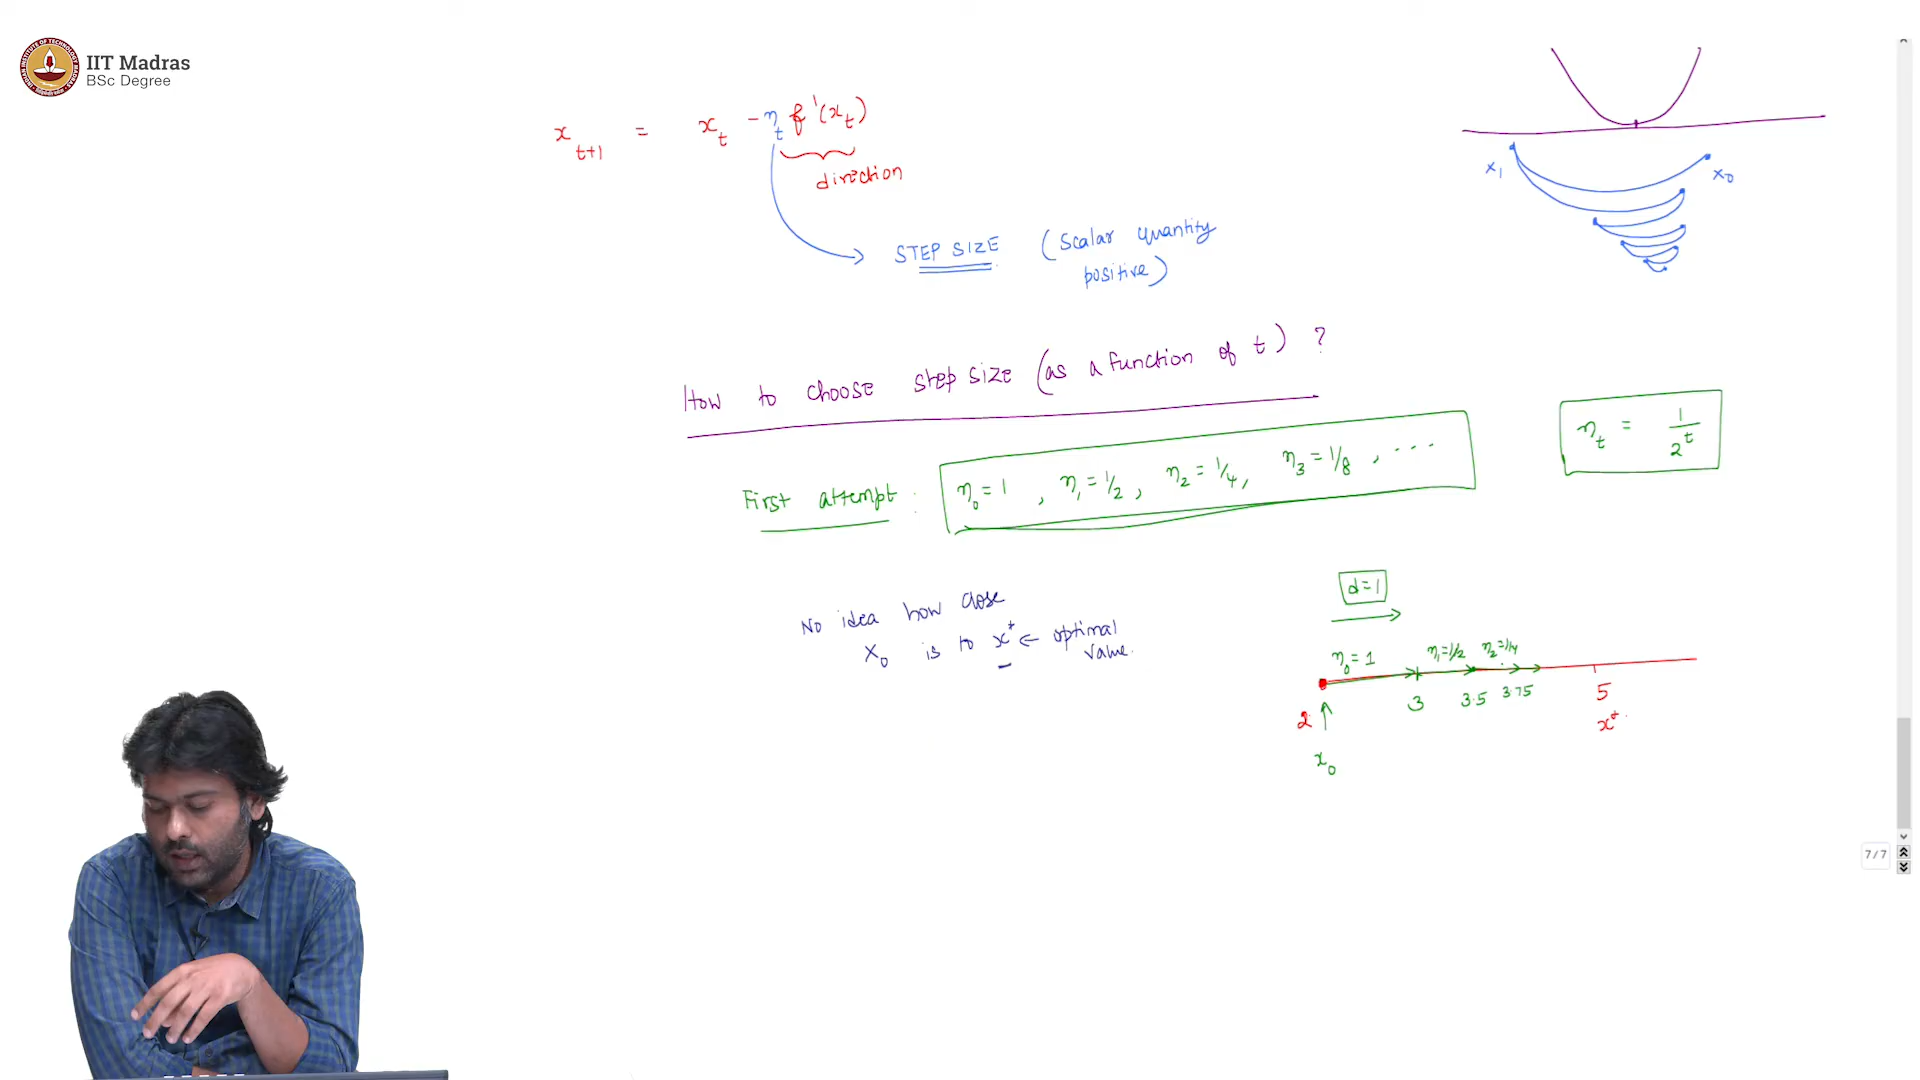 IIT Madras
BSc Degree
x_{t+1} = x_t - η_t f'(x_t)
direction
x_1
x_0
STEP SIZE (Scalar quantity
positive)
How to choose step size (as a function of t) ?
First attempt : η_0 = 1 , η_1 = 1/2 , η_2 = 1/4, η_3 = 1/8 , ...
η_t = 1/2^t
d = 1
No idea how close
x_0 is to x* ← optimal
value.
η_0 = 1 η_1 = 1/2 η_2 = 1/4
2 3 3.5 3.75 5
x*
x_0
7/7